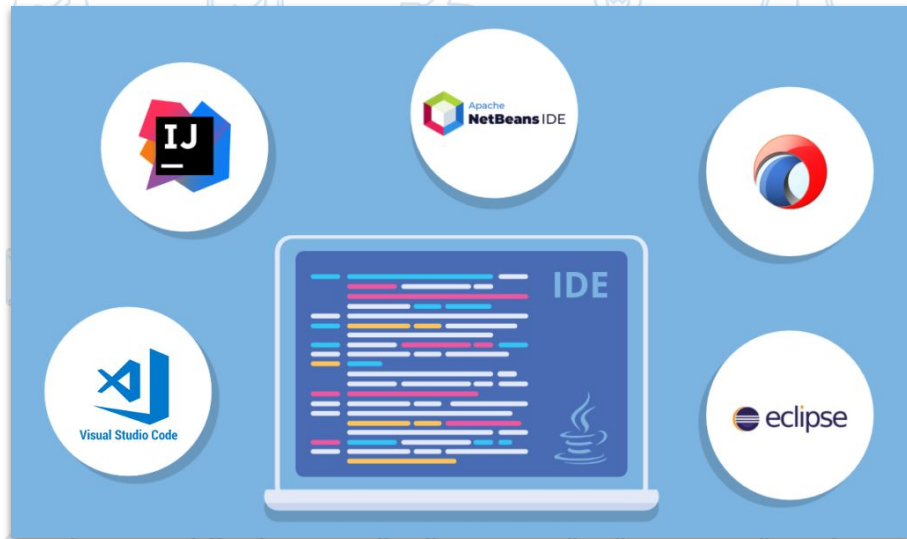 IJ
Apache
NetBeans IDE
IDE
Visual Studio Code
eclipse